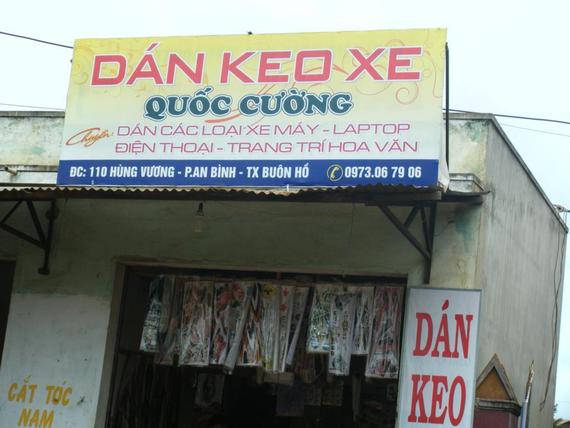 DÁN KEO XE
QUỐC CƯỜNG
Chuyên:
DÁN CÁC LOẠI XE MÁY - LAPTOP
ĐIỆN THOẠI - TRANG TRÍ HOA VĂN
ĐC: 110 HÙNG VƯƠNG - P.AN BÌNH - TX BUÔN HỒ 0973.06 79 06
DÁN
KEO
CẮT TÓC
NAM